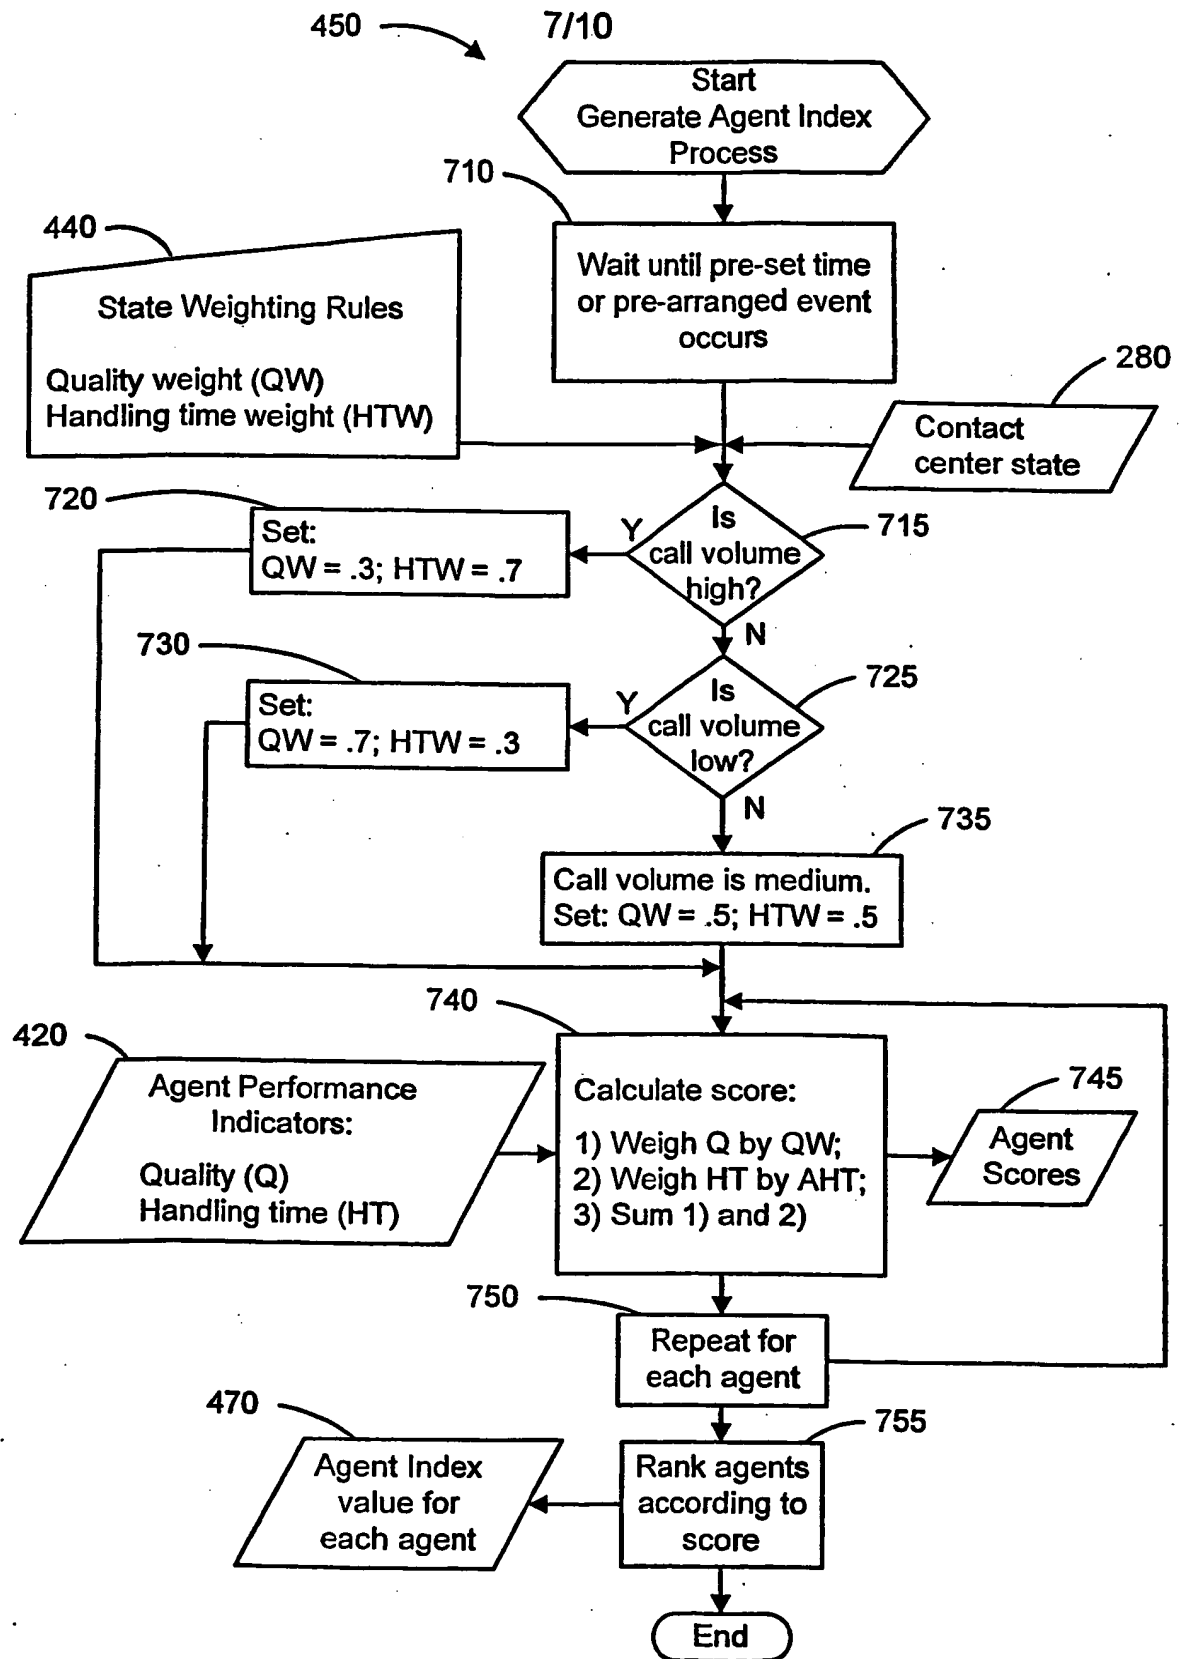 450
7/10
Start
Generate Agent Index
Process
710
440
Wait until pre-set time
or pre-arranged event
occurs
State Weighting Rules
Quality weight (QW)
Handling time weight (HTW)
280
Contact
center state
720
Set:
QW = .3; HTW = .7
Y
Is
call volume
high?
715
N
730
Set:
QW = .7; HTW = .3
Y
Is
call volume
low?
725
N
735
Call volume is medium.
Set: QW = .5; HTW = .5
740
420
Agent Performance
Indicators:
Quality (Q)
Handling time (HT)
Calculate score:
1) Weigh Q by QW;
2) Weigh HT by AHT;
3) Sum 1) and 2)
745
Agent
Scores
750
Repeat for
each agent
470
Agent Index
value for
each agent
755
Rank agents
according to
score
End